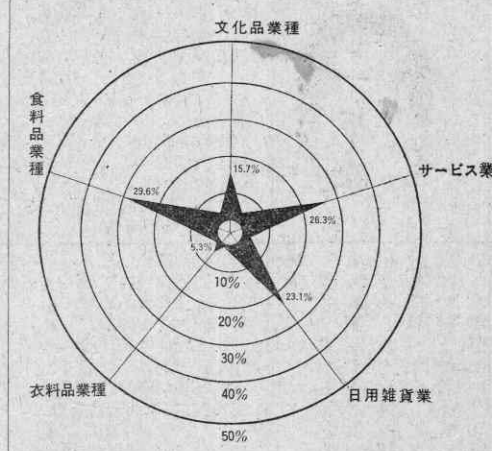 文化品業種
食料品業種
サービス業
15.7%
29.6%
26.3%
5.3%
23.1%
10%
20%
30%
40%
50%
衣料品業種
日用雑貨業